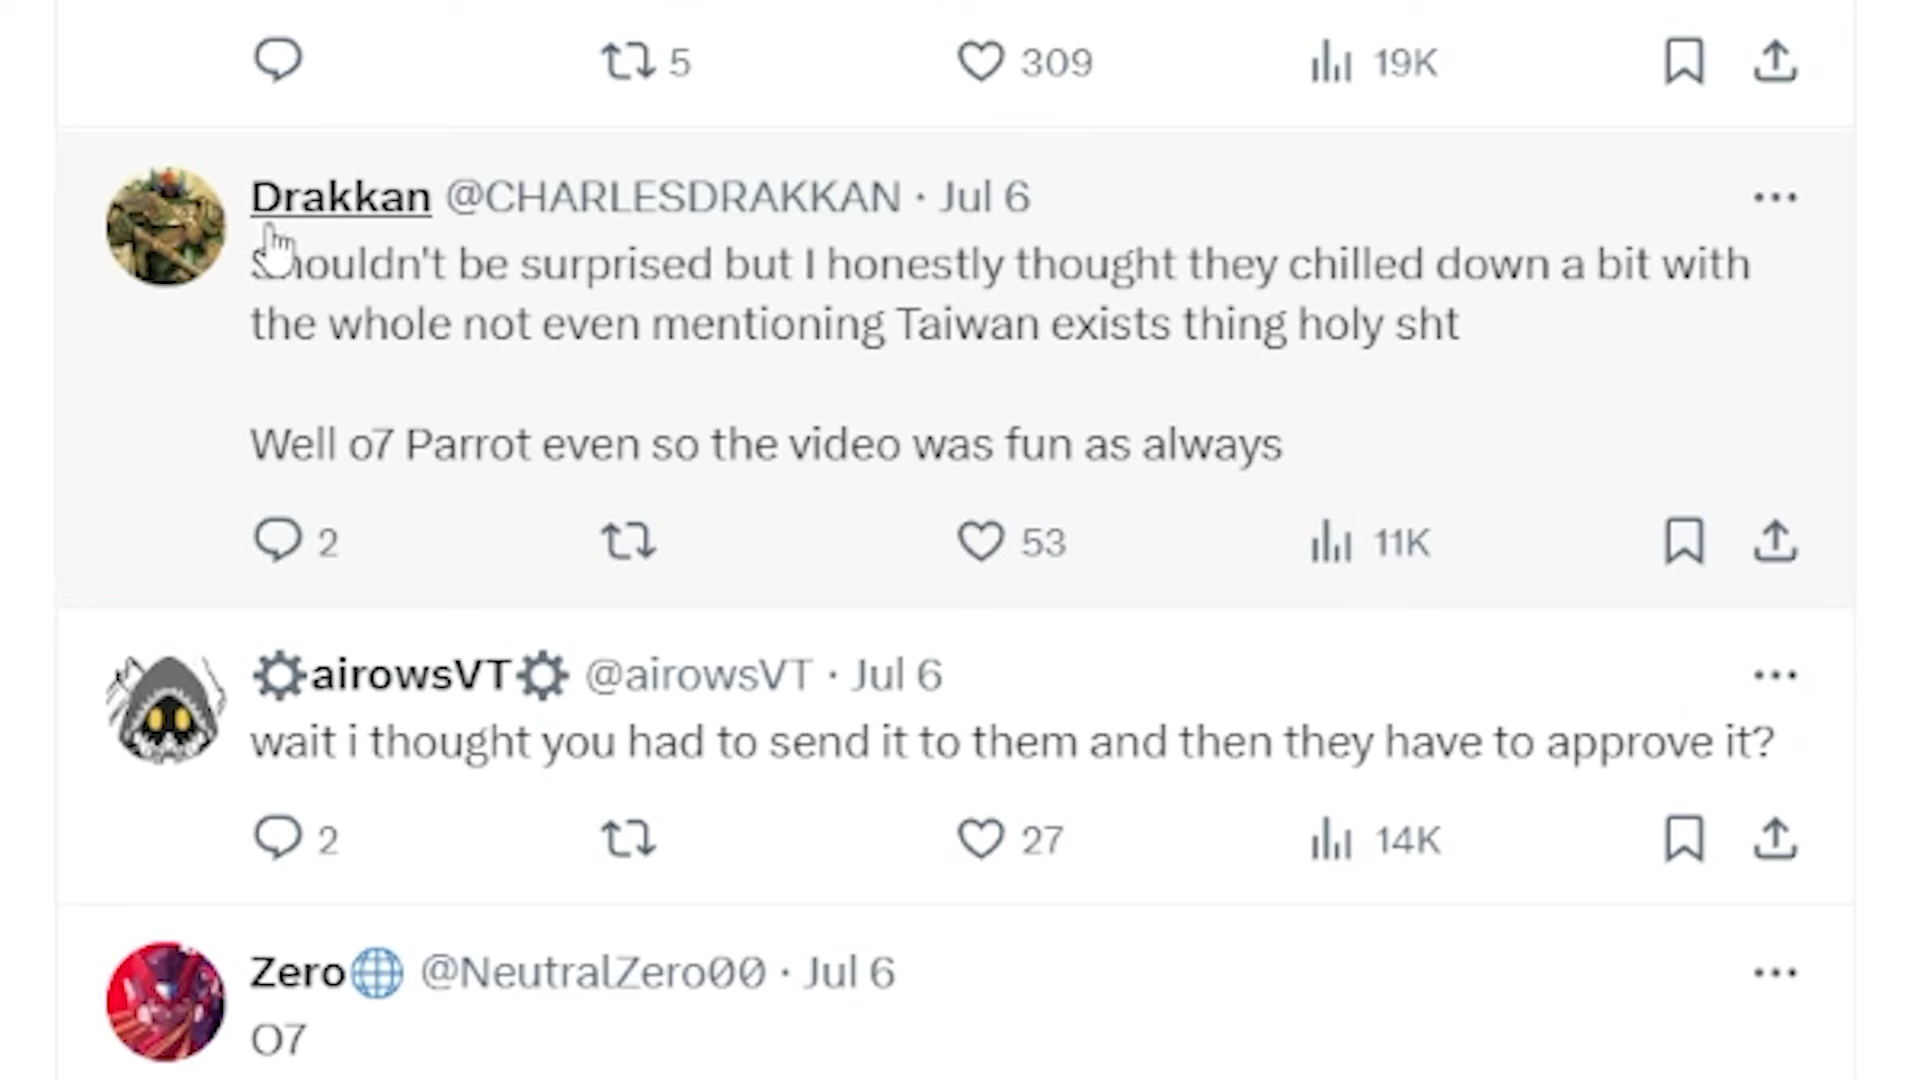 5 309 19K
Drakkan @CHARLESDRAKKAN · Jul 6
be surprised but I honestly thought they chilled down a bit with
the whole not even mentioning Taiwan exists thing holy sht
Well o7 Parrot even so the video was fun as always
2 53 11K
airowsVT @airowsVT · Jul 6
wait i thought you had to send it to them and then they have to approve it?
2 27 14K
Zero @NeutralZero00 · Jul 6
O7